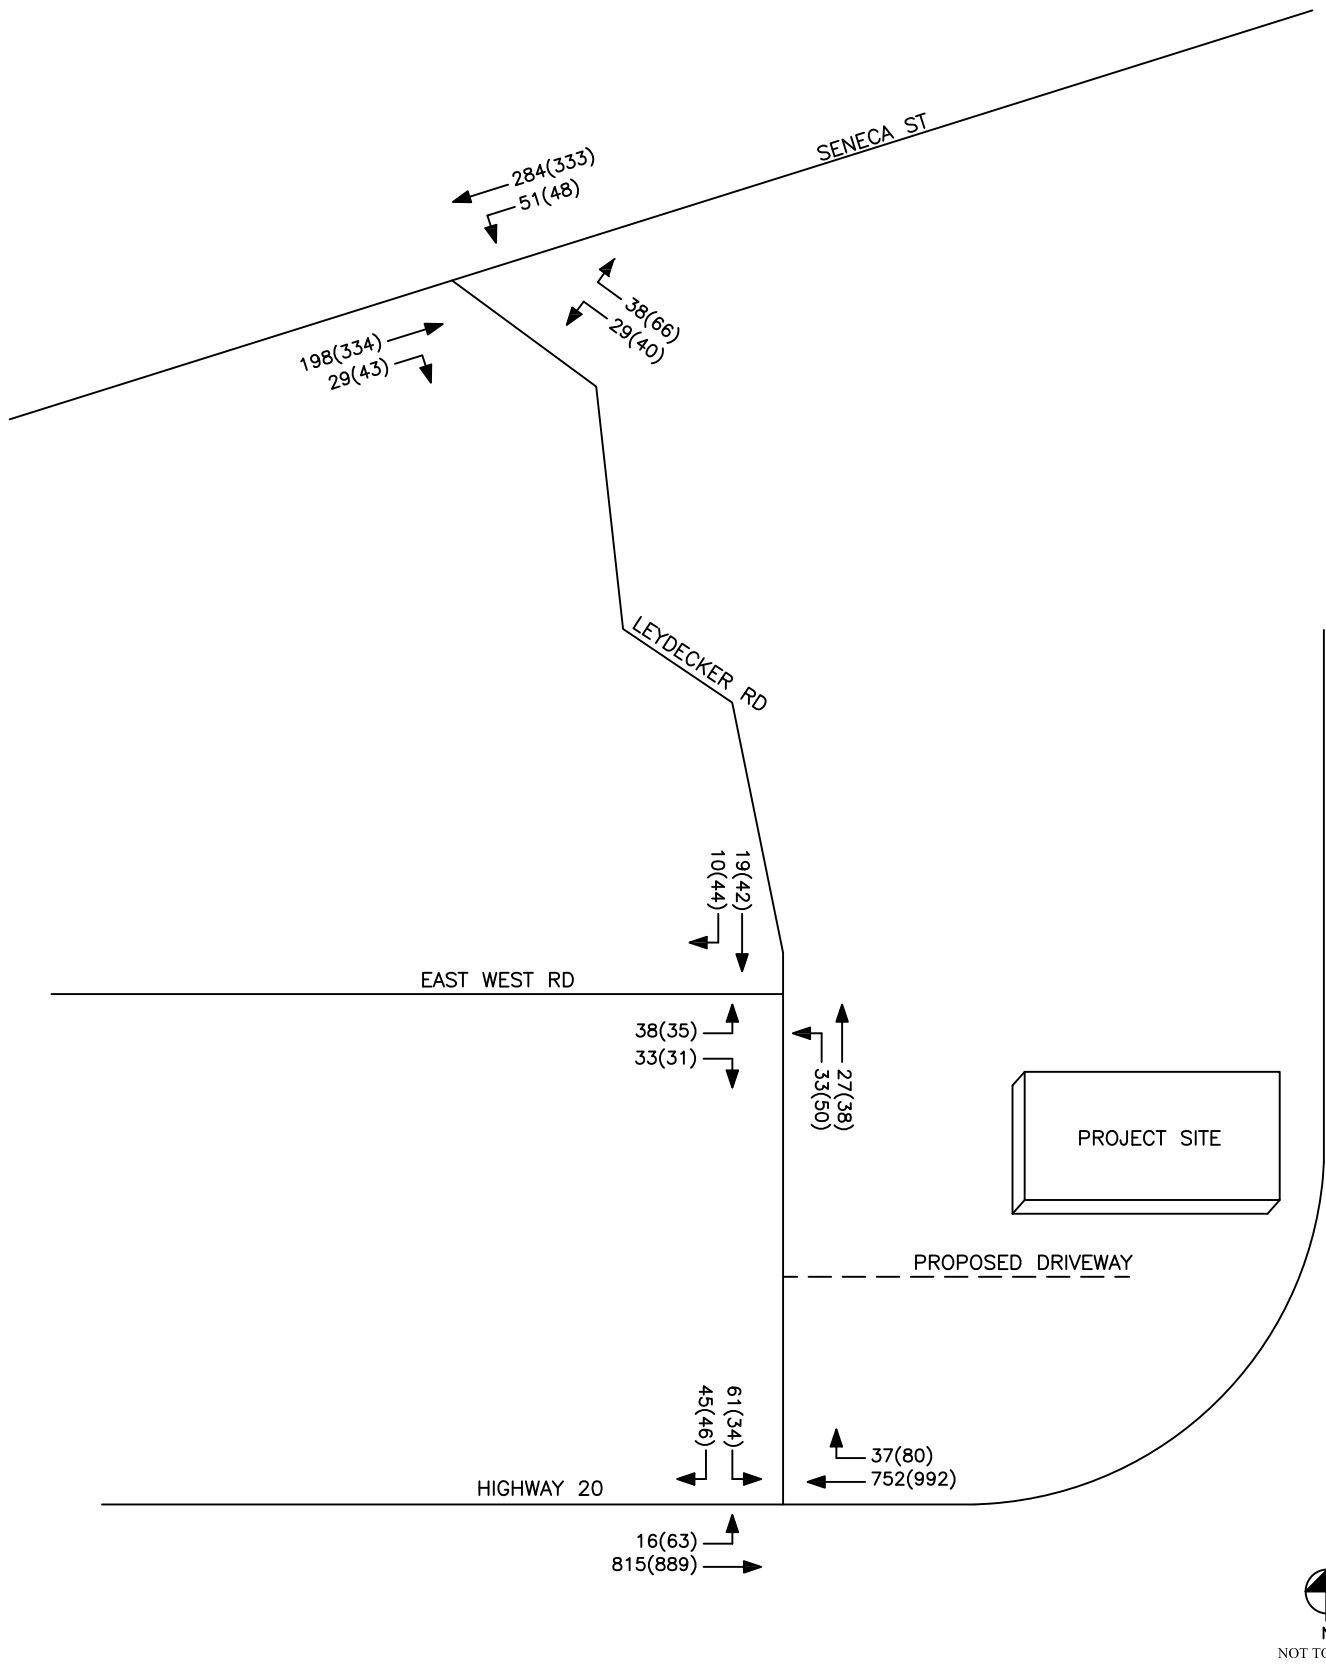 SENECA ST
284(333)
51(48)
38(66)
29(40)
198(334)
29(43)
LEYDECKER RD
19(42)
10(44)
EAST WEST RD
38(35)
33(31)
27(38)
33(50)
PROJECT SITE
PROPOSED DRIVEWAY
61(34)
45(46)
37(80)
752(992)
HIGHWAY 20
16(63)
815(889)
NOT TO